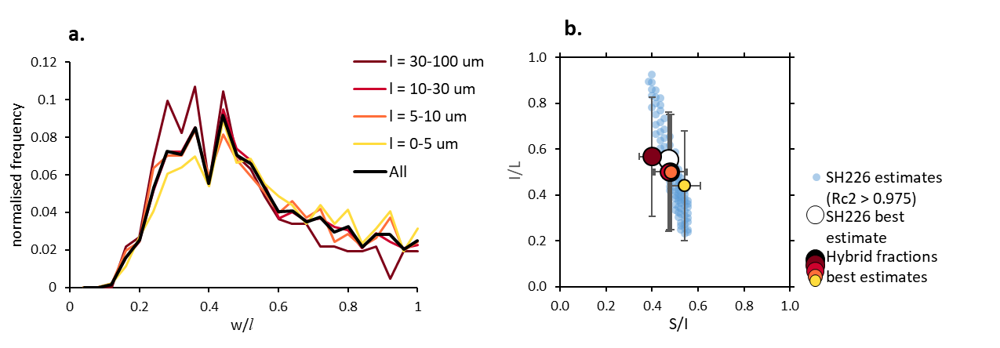 a.
normalised frequency
0.12
0.1
0.08
0.06
0.04
0.02
0
0
0.2
0.4
0.6
0.8
1
w/l
l = 30-100 um
l = 10-30 um
l = 5-10 um
l = 0-5 um
All
b.
I/L
1.0
0.8
0.6
0.4
0.2
0.0
0.0
0.2
0.4
0.6
0.8
1.0
S/I
SH226 estimates
(Rc2 > 0.975)
SH226 best
estimate
Hybrid fractions
best estimates